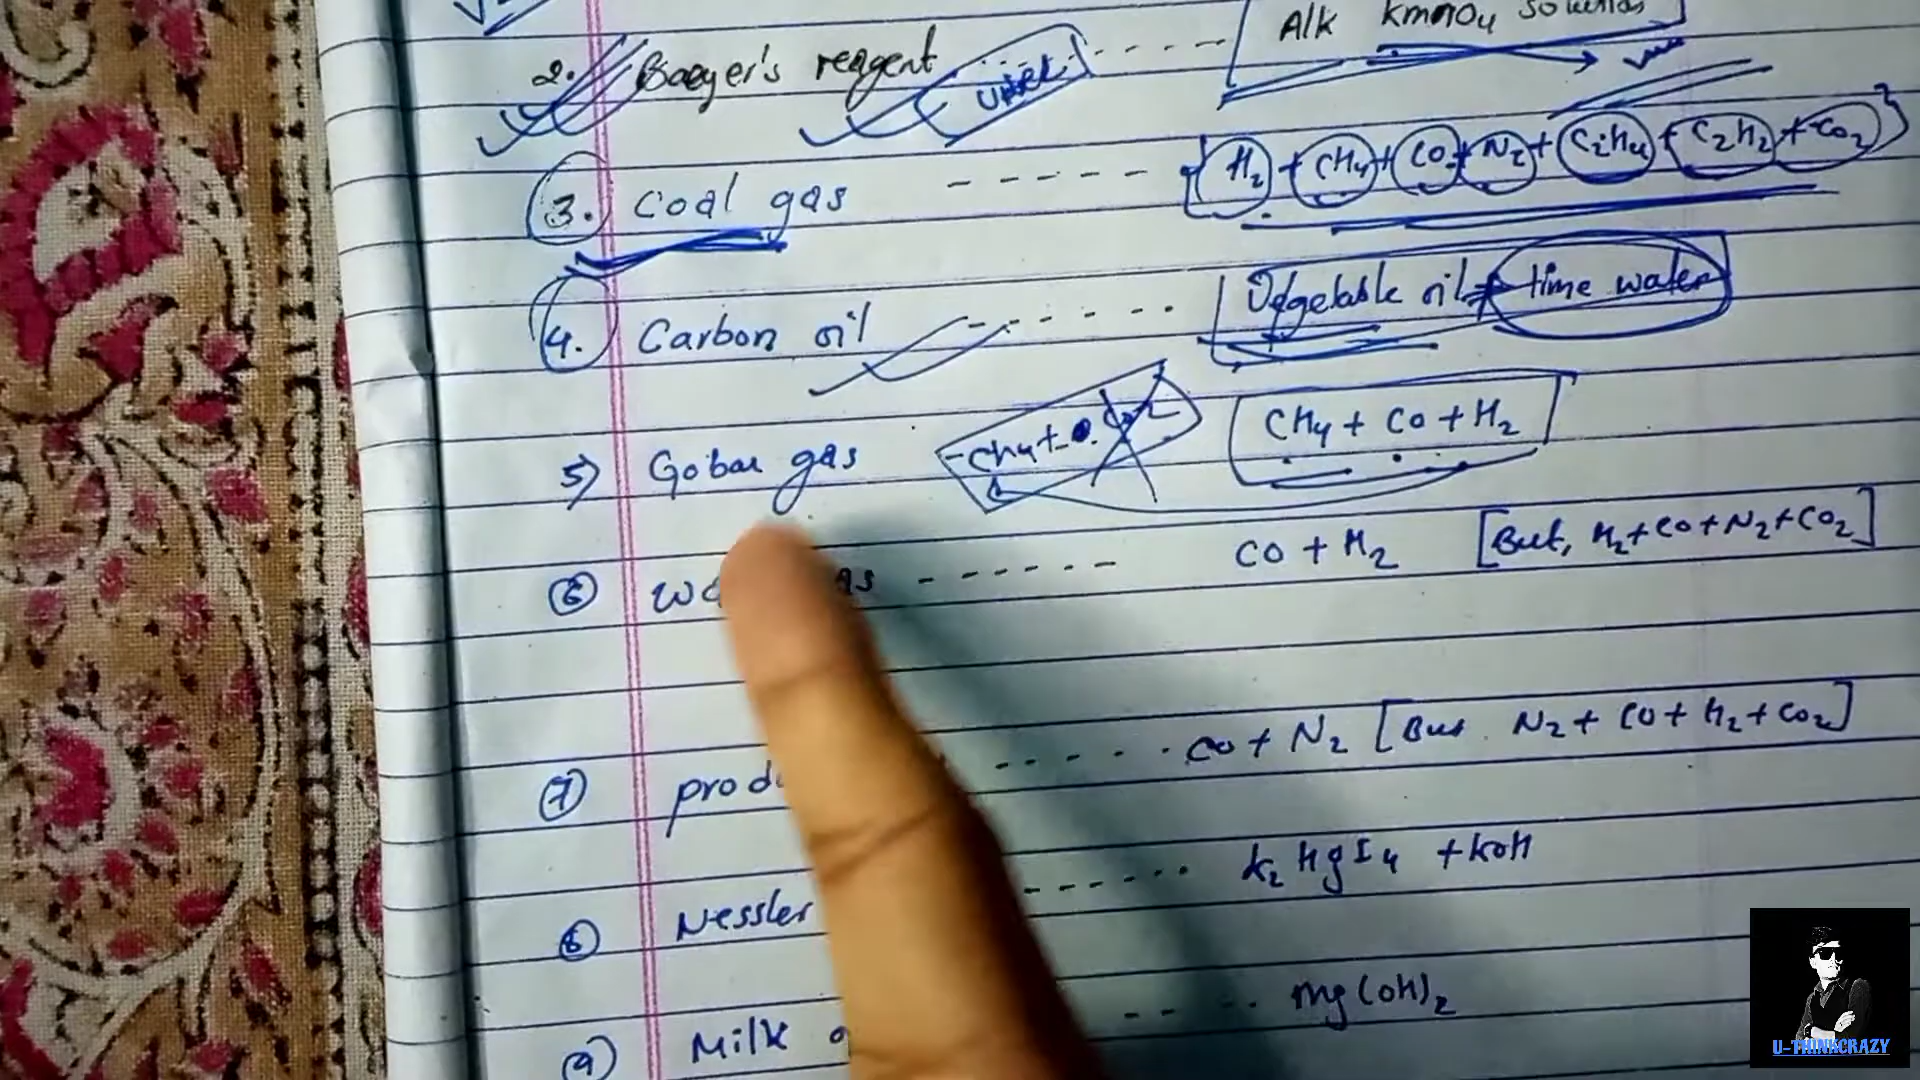 Alk KMnO4 solution
2. Baeyer's reagent
3. Coal gas ------ {H2 + CH4 + CO + N2 + C2H4 + C2H2 + CO2}
4. Carbon oil ------ Vegetable oil + lime water
5) Gobar gas CH4 + CO + H2
6 gas ------ CO + H2 [But, H2+CO+N2+CO2]
7 ------ CO + N2 [But N2 + CO + H2 + CO2]
8 Nessler ------ K2HgI4 + KOH
9) Milk -- Mg(OH)2
U-THINKCRAZY